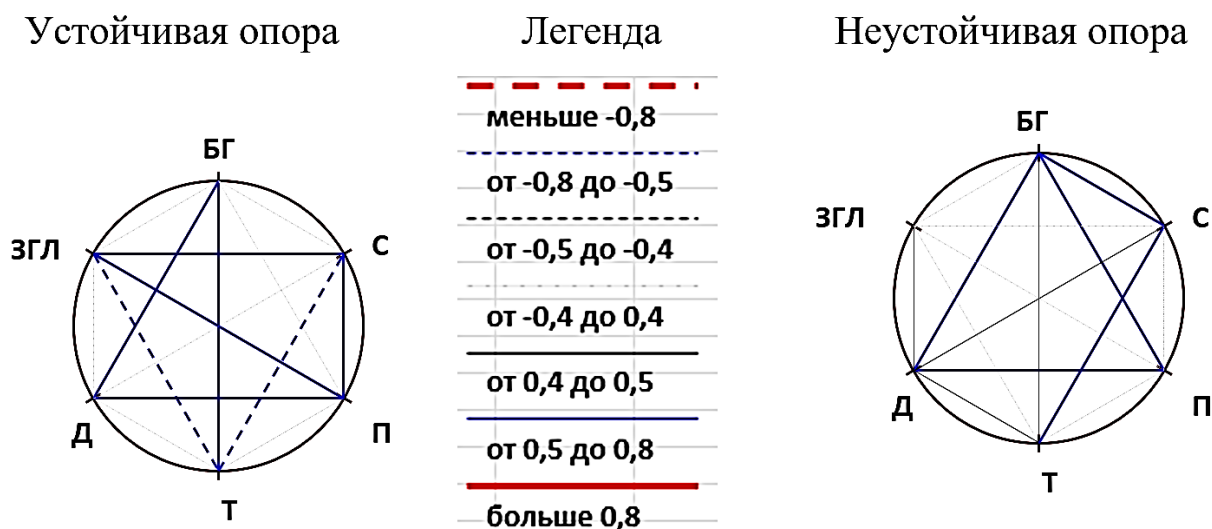 Устойчивая опора
Легенда
Неустойчивая опора
БГ
ЗГЛ
С
Д
П
Т
меньше -0,8
от -0,8 до -0,5
от -0,5 до -0,4
от -0,4 до 0,4
от 0,4 до 0,5
от 0,5 до 0,8
больше 0,8
БГ
ЗГЛ
С
Д
П
Т